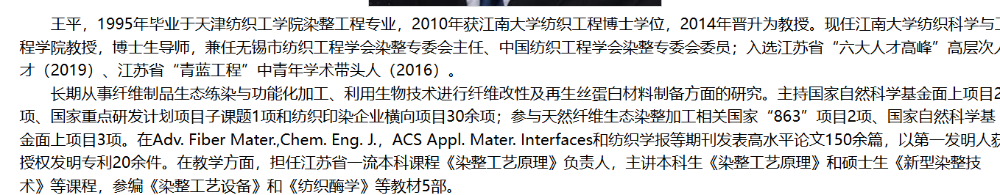 王平，1995年毕业于天津纺织工学院染整工程专业，2010年获江南大学纺织工程博士学位，2014年晋升为教授。现任江南大学纺织科学与工
程学院教授，博士生导师，兼任无锡市纺织工程学会染整专委会主任、中国纺织工程学会染整专委会委员；入选江苏省“六大人才高峰”高层次人
才（2019）、江苏省“青蓝工程”中青年学术带头人（2016）。
长期从事纤维制品生态练染与功能化加工、利用生物技术进行纤维改性及再生丝蛋白材料制备方面的研究。主持国家自然科学基金面上项目2
项、国家重点研发计划项目子课题1项和纺织印染企业横向项目30余项；参与天然纤维生态染整加工相关国家“863”项目2项、国家自然科学基
金面上项目3项。在Adv. Fiber Mater.,Chem. Eng. J.，ACS Appl. Mater. Interfaces和纺织学报等期刊发表高水平论文150余篇，以第一发明人获
授权发明专利20余件。在教学方面，担任江苏省一流本科课程《染整工艺原理》负责人，主讲本科生《染整工艺原理》和硕士生《新型染整技
术》等课程，参编《染整工艺设备》和《纺织酶学》等教材5部。